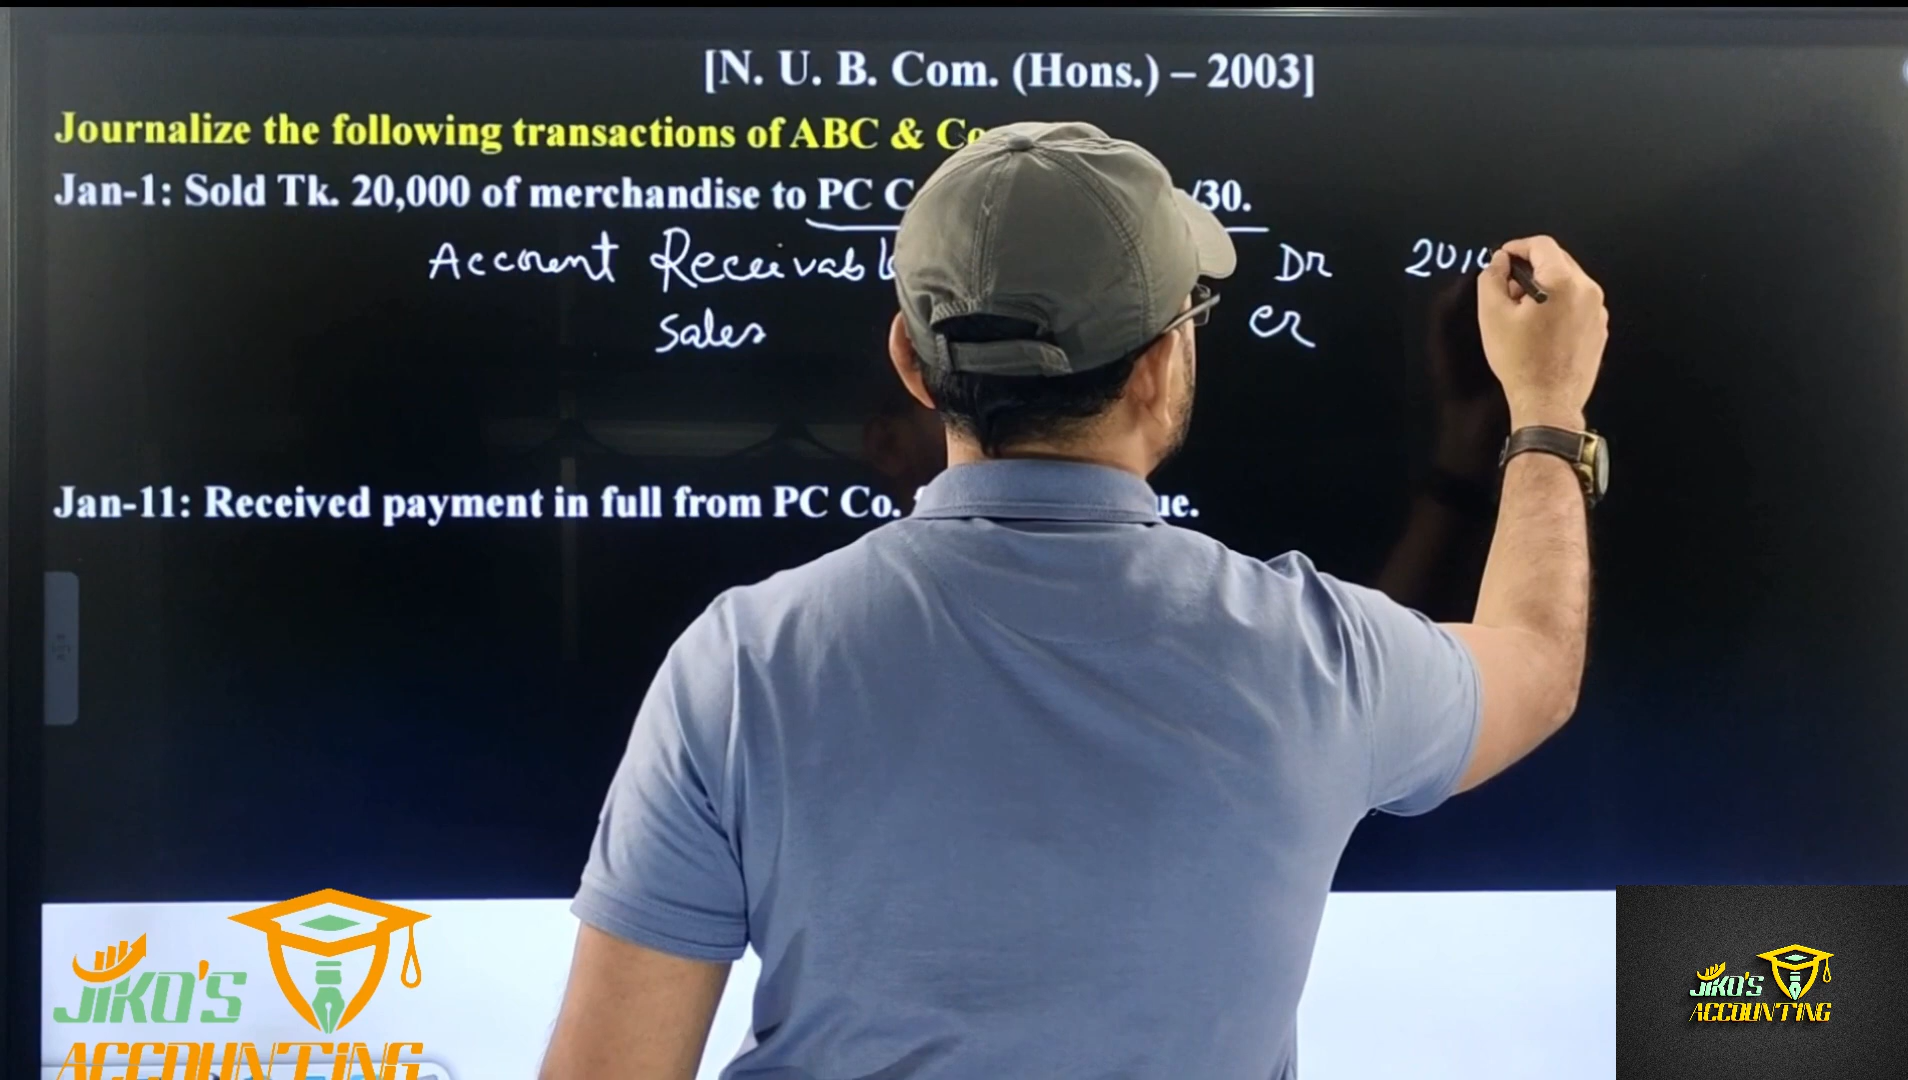 [N. U. B. Com. (Hons.) – 2003]
Journalize the following transactions of ABC & Co
Jan-1: Sold Tk. 20,000 of merchandise to PC C /30.
Account Receivab Dr
Sales cr
Jan-11: Received payment in full from PC Co. ue.
JIKO'S
ACCOUNTING
JIKO'S
ACCOUNTING